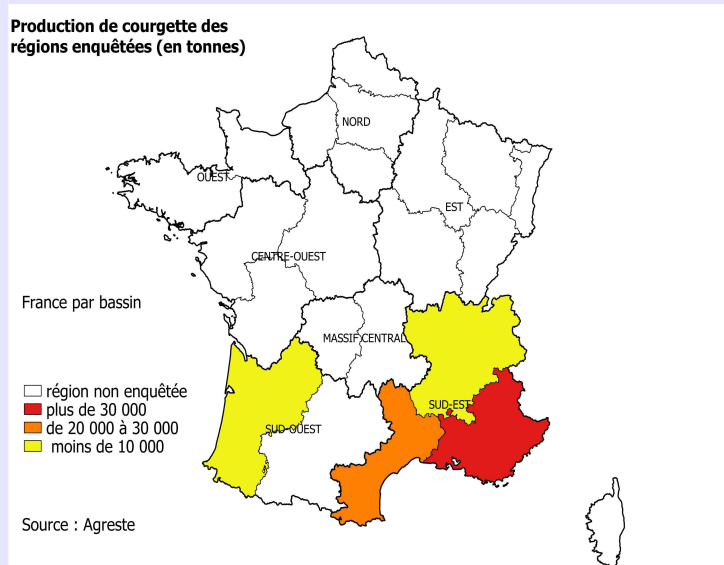 Production de courgette des
régions enquêtées (en tonnes)
NORD
OUEST
EST
CENTRE-OUEST
France par bassin
MASSIF CENTRAL
région non enquêtée
plus de 30 000
SUD-EST
de 20 000 à 30 000
SUD-OUEST
moins de 10 000
Source : Agreste